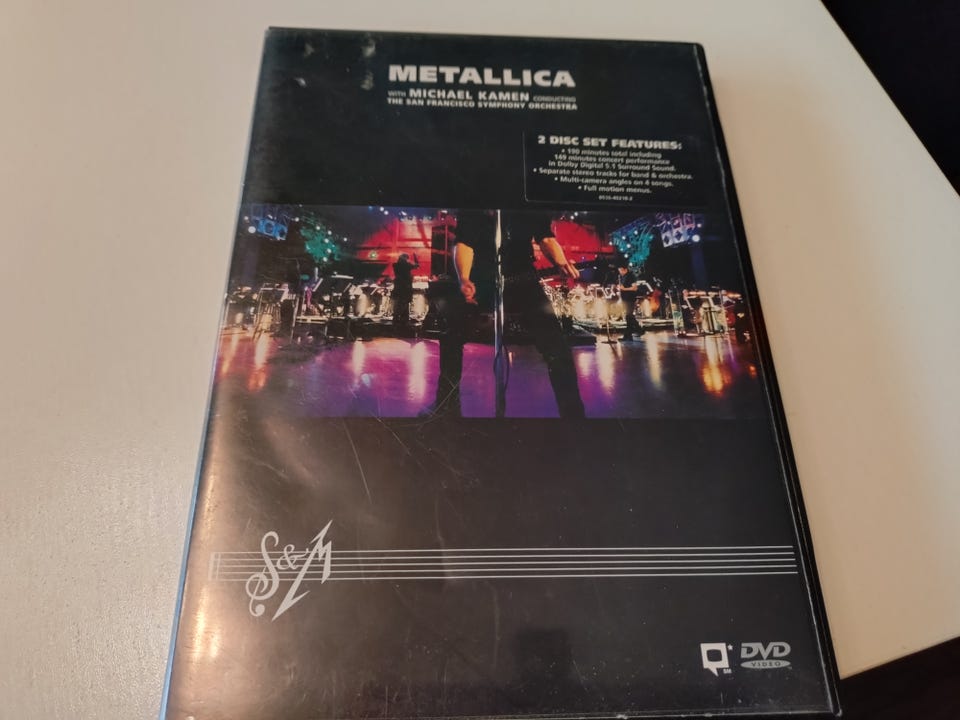 METALLICA
WITH MICHAEL KAMEN CONDUCTING
THE SAN FRANCISCO SYMPHONY ORCHESTRA
2 DISC SET FEATURES:
• 190 minutes total including
149 minutes concert performance
in Dolby Digital 5.1 Surround Sound.
• Separate stereo tracks for band & orchestra.
• Multi-camera angles on 4 songs.
• Full motion menus.
S&M
SM
DVD
VIDEO